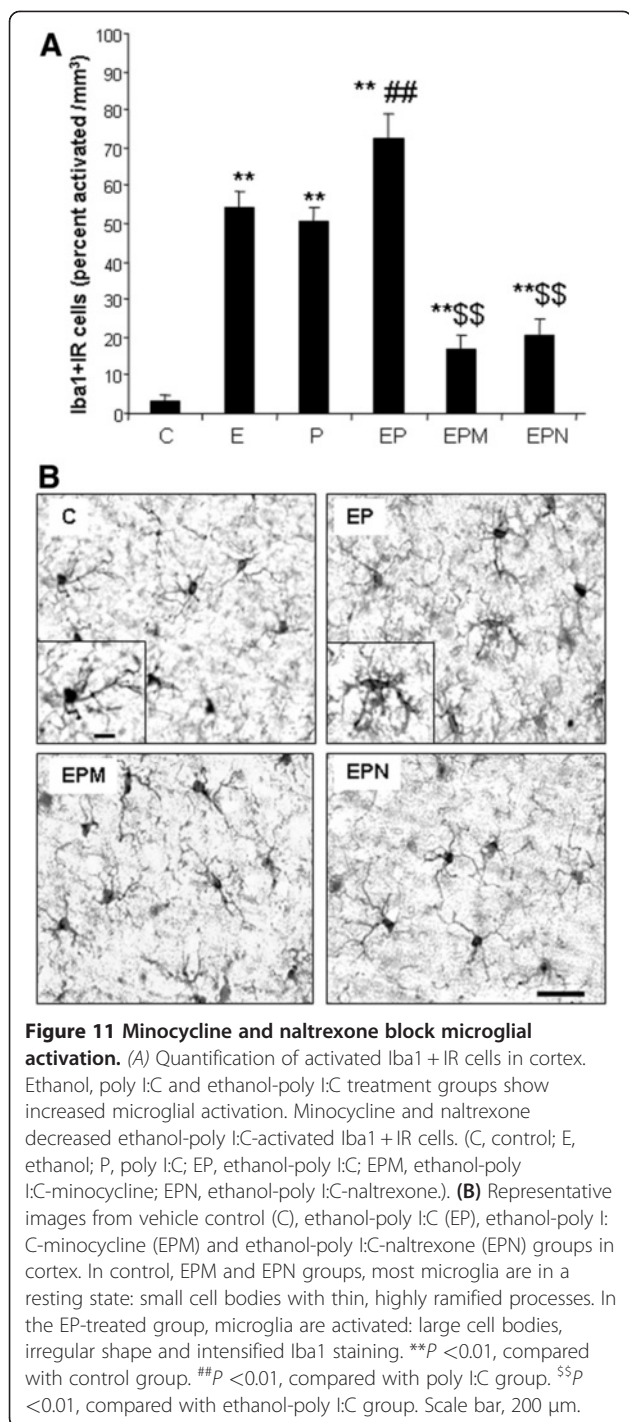 A
Iba1+IR cells (percent activated /mm³)
100
90
80
70
60
50
40
30
20
10
0
**
**
** ##
**$$
**$$
C E P EP EPM EPN
B
C
EP
EPM
EPN
Figure 11 Minocycline and naltrexone block microglial
activation. (A) Quantification of activated Iba1 + IR cells in cortex.
Ethanol, poly I:C and ethanol-poly I:C treatment groups show
increased microglial activation. Minocycline and naltrexone
decreased ethanol-poly I:C-activated Iba1 + IR cells. (C, control; E,
ethanol; P, poly I:C; EP, ethanol-poly I:C; EPM, ethanol-poly
I:C-minocycline; EPN, ethanol-poly I:C-naltrexone.). (B) Representative
images from vehicle control (C), ethanol-poly I:C (EP), ethanol-poly I:
C-minocycline (EPM) and ethanol-poly I:C-naltrexone (EPN) groups in
cortex. In control, EPM and EPN groups, most microglia are in a
resting state: small cell bodies with thin, highly ramified processes. In
the EP-treated group, microglia are activated: large cell bodies,
irregular shape and intensified Iba1 staining. **P <0.01, compared
with control group. ##P <0.01, compared with poly I:C group. $$P
<0.01, compared with ethanol-poly I:C group. Scale bar, 200 μm.